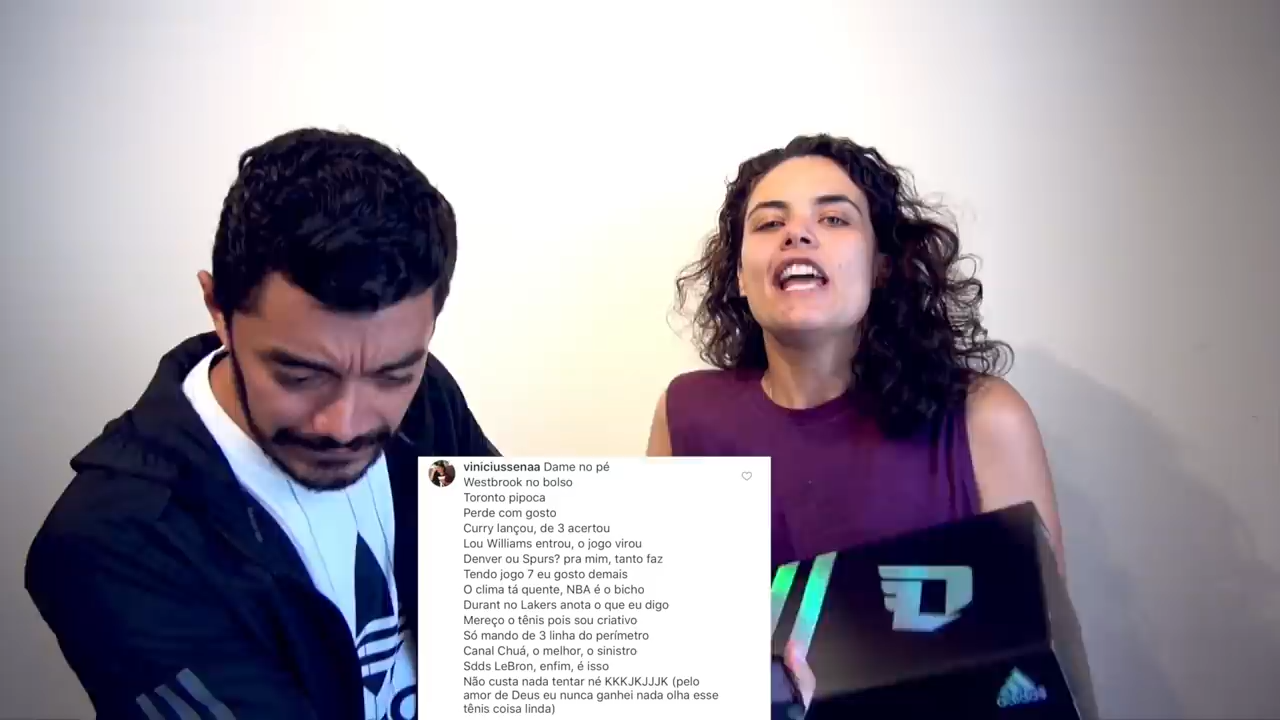 viniciussenaa Dame no pé
Westbrook no bolso
Toronto pipoca
Perde com gosto
Curry lançou, de 3 acertou
Lou Williams entrou, o jogo virou
Denver ou Spurs? pra mim, tanto faz
Tendo jogo 7 eu gosto demais
O clima tá quente, NBA é o bicho
Durant no Lakers anota o que eu digo
Mereço o tênis pois sou criativo
Só mando de 3 linha do perímetro
Canal Chuá, o melhor, o sinistro
Sdds LeBron, enfim, é isso
Não custa nada tentar né KKKJKJJJK (pelo
amor de Deus eu nunca ganhei nada olha esse
tênis coisa linda)
D
adidas